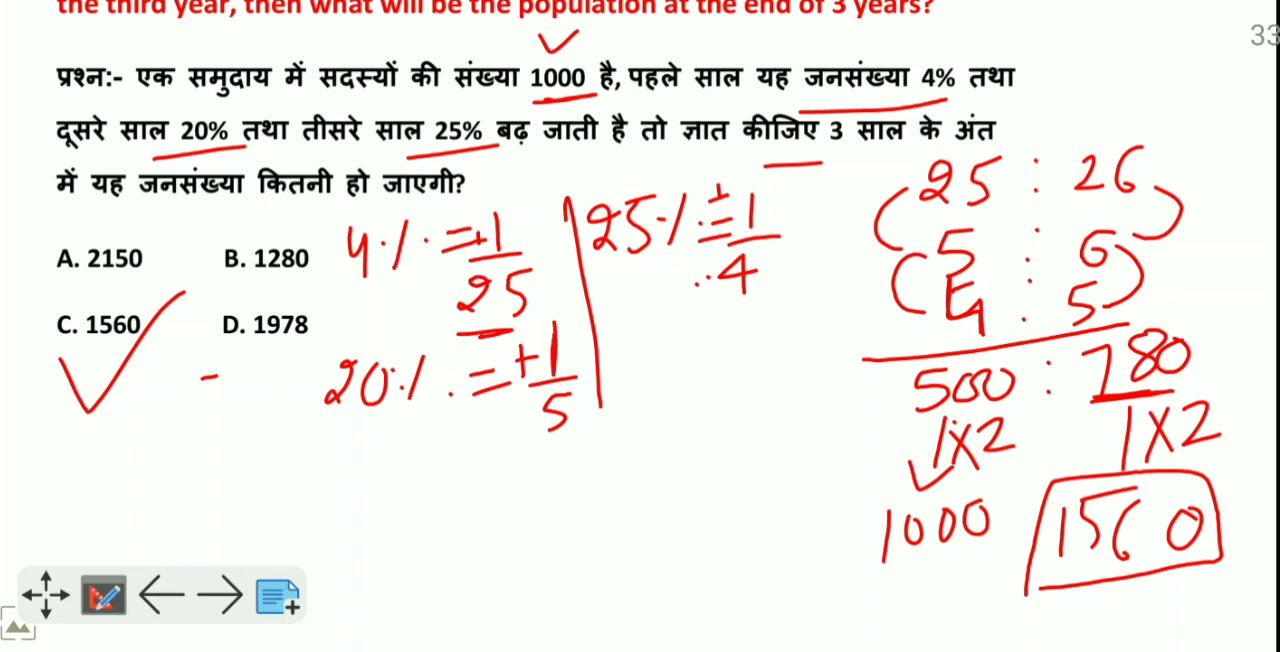 the third year, then what will be the population at the end of 3 years?
33
प्रश्न:- एक समुदाय में सदस्यों की संख्या 1000 है, पहले साल यह जनसंख्या 4% तथा
दूसरे साल 20% तथा तीसरे साल 25% बढ़ जाती है तो ज्ञात कीजिए 3 साल के अंत
में यह जनसंख्या कितनी हो जाएगी?
A. 2150 B. 1280
C. 1560 D. 1978
4% = +1/25
20% = +1/5
25% = +1/4
25 : 26
5 : 6
4 : 5
500 : 780
1x2 1x2
1000 1560